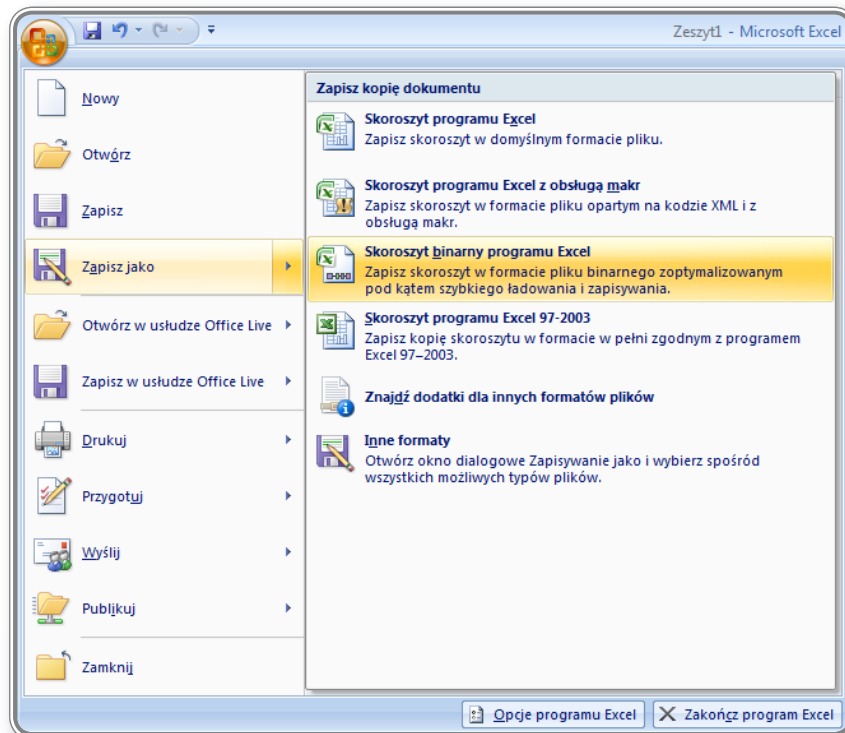 Zeszyt1 - Microsoft Excel
Nowy
Otwórz
Zapisz
Zapisz jako
Otwórz w usłudze Office Live
Zapisz w usłudze Office Live
Drukuj
Przygotuj
Wyślij
Publikuj
Zamknij
Zapisz kopię dokumentu
Skoroszyt programu Excel
Zapisz skoroszyt w domyślnym formacie pliku.
Skoroszyt programu Excel z obsługą makr
Zapisz skoroszyt w formacie pliku opartym na kodzie XML i z
obsługą makr.
Skoroszyt binarny programu Excel
Zapisz skoroszyt w formacie pliku binarnego zoptymalizowanym
pod kątem szybkiego ładowania i zapisywania.
Skoroszyt programu Excel 97-2003
Zapisz kopię skoroszytu w formacie w pełni zgodnym z programem
Excel 97–2003.
Znajdź dodatki dla innych formatów plików
Inne formaty
Otwórz okno dialogowe Zapisywanie jako i wybierz spośród
wszystkich możliwych typów plików.
Opcje programu Excel
Zakończ program Excel